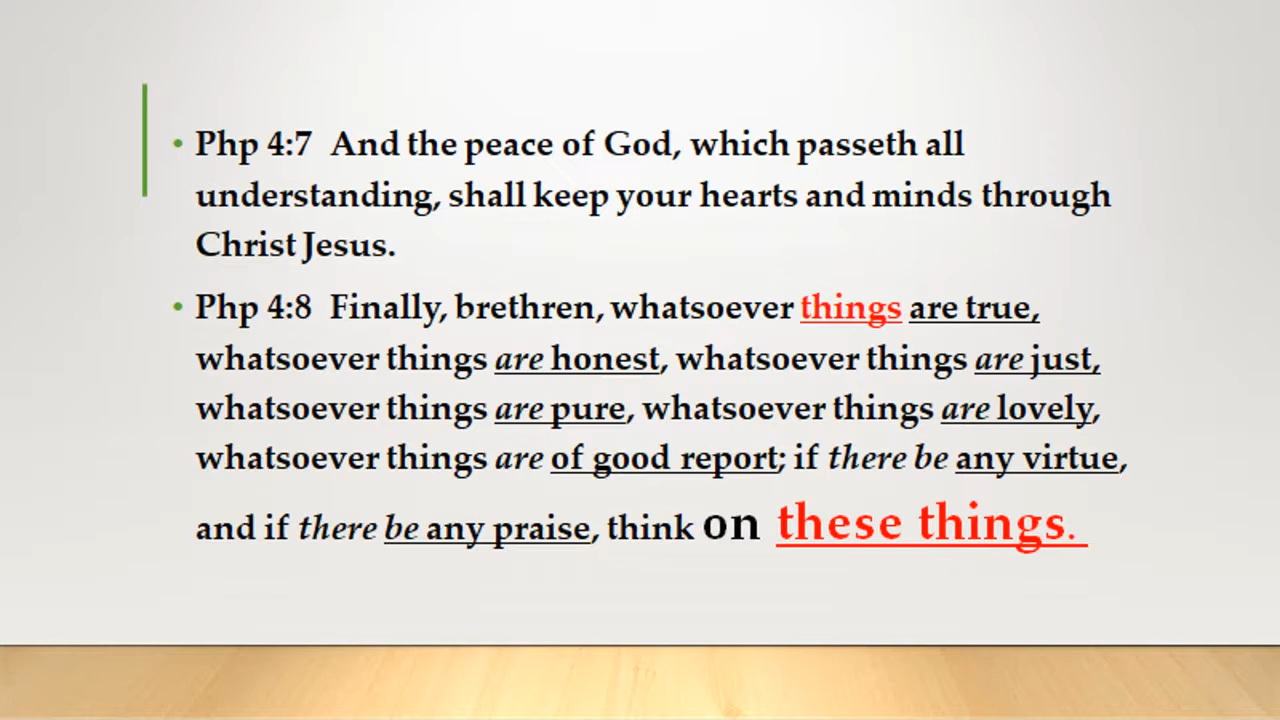 • Php 4:7 And the peace of God, which passeth all
understanding, shall keep your hearts and minds through
Christ Jesus.
• Php 4:8 Finally, brethren, whatsoever things are true,
whatsoever things are honest, whatsoever things are just,
whatsoever things are pure, whatsoever things are lovely,
whatsoever things are of good report; if there be any virtue,
and if there be any praise, think on these things.